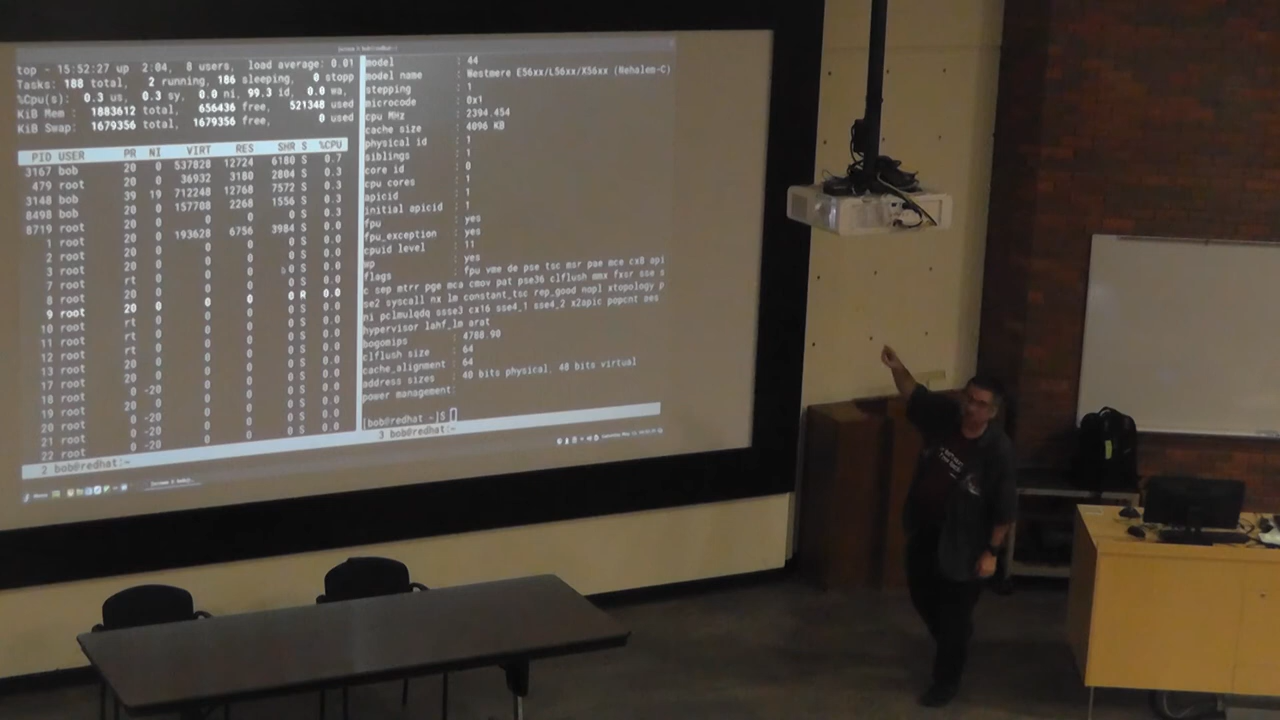 top - 15:52:27 up 2:04, 8 users, load average: 0.01
Tasks: 188 total, 2 running, 186 sleeping, 0 stopp
%Cpu(s): 0.3 us, 0.3 sy, 0.0 ni, 99.3 id, 0.0 wa,
KiB Mem : 1883612 total, 656436 free, 521348 used
KiB Swap: 1679356 total, 1679356 free, 0 used
PID USER PR NI VIRT RES SHR S %CPU
3167 bob 20 0 537828 12724 6180 S 0.7
479 root 20 0 36932 3180 2804 S 0.3
3148 bob 39 19 712248 12768 7572 S 0.3
8498 bob 20 0 157708 2268 1556 S 0.3
8719 root 20 0 0 0 0 S 0.3
1 root 20 0 193628 6756 3984 S 0.0
2 root 20 0 0 0 0 S 0.0
3 root 20 0 0 0 0 S 0.0
7 root rt 0 0 0 0 S 0.0
8 root 20 0 0 0 0 S 0.0
9 root 20 0 0 0 0 R 0.0
10 root rt 0 0 0 0 S 0.0
11 root rt 0 0 0 0 S 0.0
12 root rt 0 0 0 0 S 0.0
13 root 20 0 0 0 0 S 0.0
17 root 20 0 0 0 0 S 0.0
18 root 0 -20 0 0 0 S 0.0
19 root 20 0 0 0 0 S 0.0
20 root 0 -20 0 0 0 S 0.0
21 root 0 -20 0 0 0 S 0.0
22 root 0 -20 0 0 0 S 0.0
2 bob@redhat:~
model : 44
model name : Westmere E56xx/L56xx/X56xx (Nehalem-C)
stepping : 1
microcode : 0x1
cpu MHz : 2394.454
cache size : 4096 KB
physical id : 1
siblings : 1
core id : 0
cpu cores : 1
apicid : 1
initial apicid : 1
fpu : yes
fpu_exception : yes
cpuid level : 11
wp : yes
flags : fpu vme de pse tsc msr pae mce cx8 api
c sep mtrr pge mca cmov pat pse36 clflush mmx fxsr sse s
se2 syscall nx lm constant_tsc rep_good nopl xtopology p
ni pclmulqdq ssse3 cx16 sse4_1 sse4_2 x2apic popcnt aes
hypervisor lahf_lm arat
bogomips : 4788.90
clflush size : 64
cache_alignment : 64
address sizes : 40 bits physical, 48 bits virtual
power management:
[bob@redhat ~]$
3 bob@redhat:~